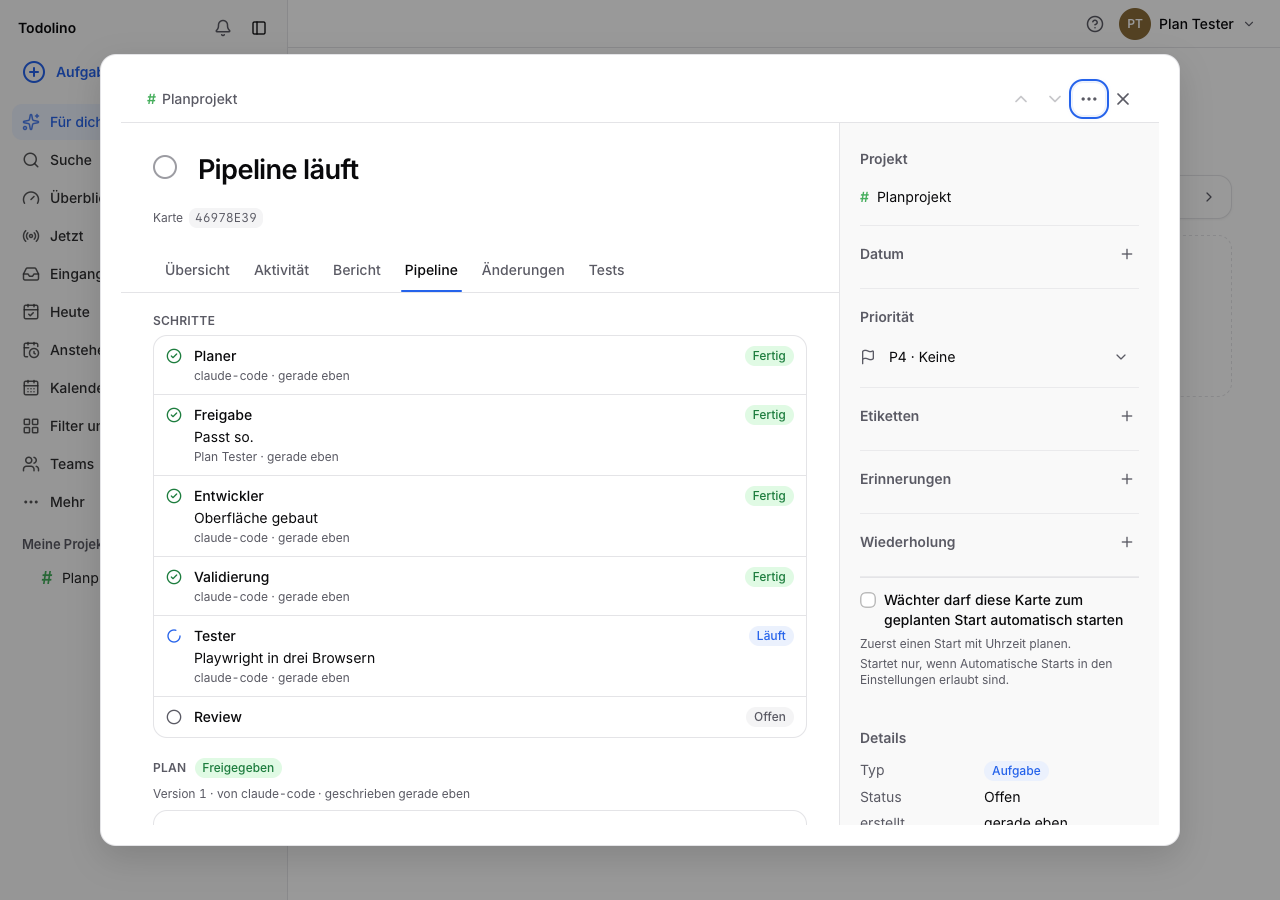 Todolino
PT Plan Tester
Aufgab
Für dich
Suche
Überblic
Jetzt
Eingang
Heute
Anstehe
Kalende
Filter un
Teams
Mehr
Meine Projek
# Planp
# Planprojekt
Pipeline läuft
Karte 46978E39
Übersicht Aktivität Bericht Pipeline Änderungen Tests
SCHRITTE
Planer Fertig
claude-code · gerade eben
Freigabe Fertig
Passt so.
Plan Tester · gerade eben
Entwickler Fertig
Oberfläche gebaut
claude-code · gerade eben
Validierung Fertig
claude-code · gerade eben
Tester Läuft
Playwright in drei Browsern
claude-code · gerade eben
Review Offen
PLAN Freigegeben
Version 1 · von claude-code · geschrieben gerade eben
Projekt
# Planprojekt
Datum
Priorität
P4 · Keine
Etiketten
Erinnerungen
Wiederholung
Wächter darf diese Karte zum
geplanten Start automatisch starten
Zuerst einen Start mit Uhrzeit planen.
Startet nur, wenn Automatische Starts in den
Einstellungen erlaubt sind.
Details
Typ Aufgabe
Status Offen
erstellt gerade eben